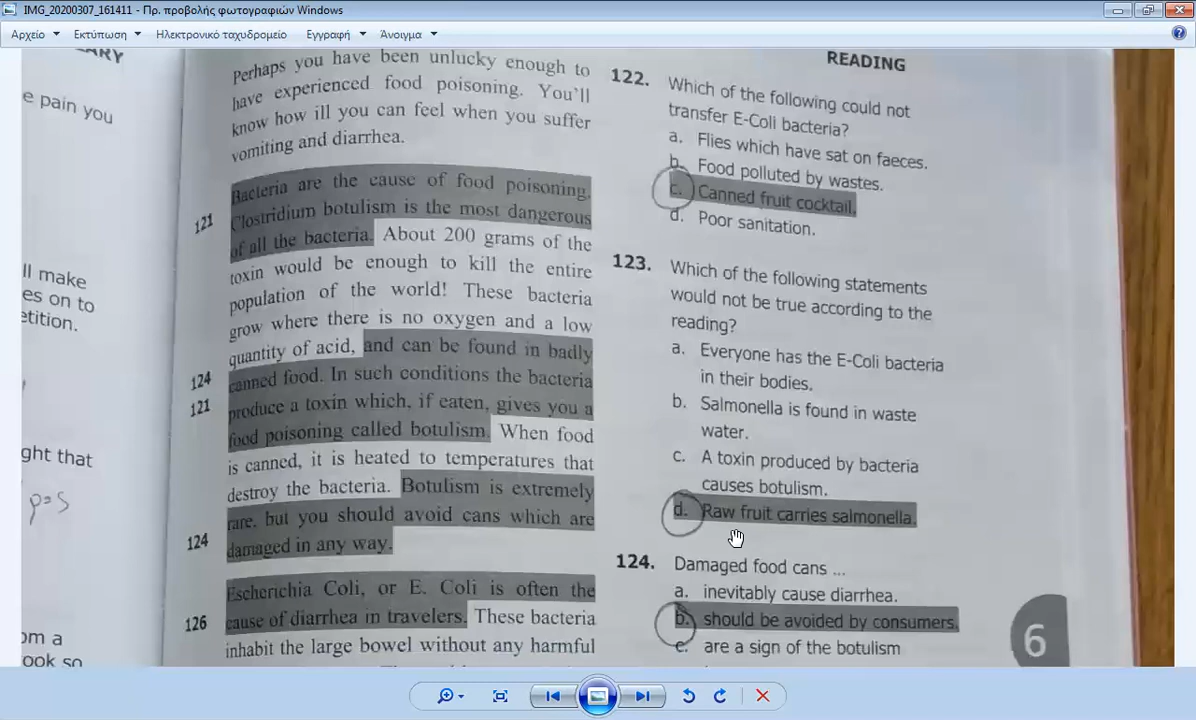 IMG_20200307_161411 - Πρ. προβολής φωτογραφιών Windows
Αρχείο
Εκτύπωση
Ηλεκτρονικό ταχυδρομείο
Εγγραφή
Άνοιγμα
e pain you
ll make
es on to
etition.
ght that
p=s
om a
ook so
Perhaps you have been unlucky enough to
have experienced food poisoning. You'll
know how ill you can feel when you suffer
vomiting and diarrhea.
Bacteria are the cause of food poisoning.
121 Clostridium botulism is the most dangerous
of all the bacteria. About 200 grams of the
toxin would be enough to kill the entire
population of the world! These bacteria
grow where there is no oxygen and a low
quantity of acid, and can be found in badly
124 canned food. In such conditions the bacteria
121 produce a toxin which, if eaten, gives you a
food poisoning called botulism. When food
is canned, it is heated to temperatures that
destroy the bacteria. Botulism is extremely
rare, but you should avoid cans which are
124 damaged in any way.
Escherichia Coli, or E. Coli is often the
126 cause of diarrhea in travelers. These bacteria
inhabit the large bowel without any harmful
READING
122. Which of the following could not
transfer E-Coli bacteria?
a. Flies which have sat on faeces.
b. Food polluted by wastes.
c. Canned fruit cocktail.
d. Poor sanitation.
123. Which of the following statements
would not be true according to the
reading?
a. Everyone has the E-Coli bacteria
in their bodies.
b. Salmonella is found in waste
water.
c. A toxin produced by bacteria
causes botulism.
d. Raw fruit carries salmonella.
124. Damaged food cans ...
a. inevitably cause diarrhea.
b. should be avoided by consumers.
c. are a sign of the botulism
6